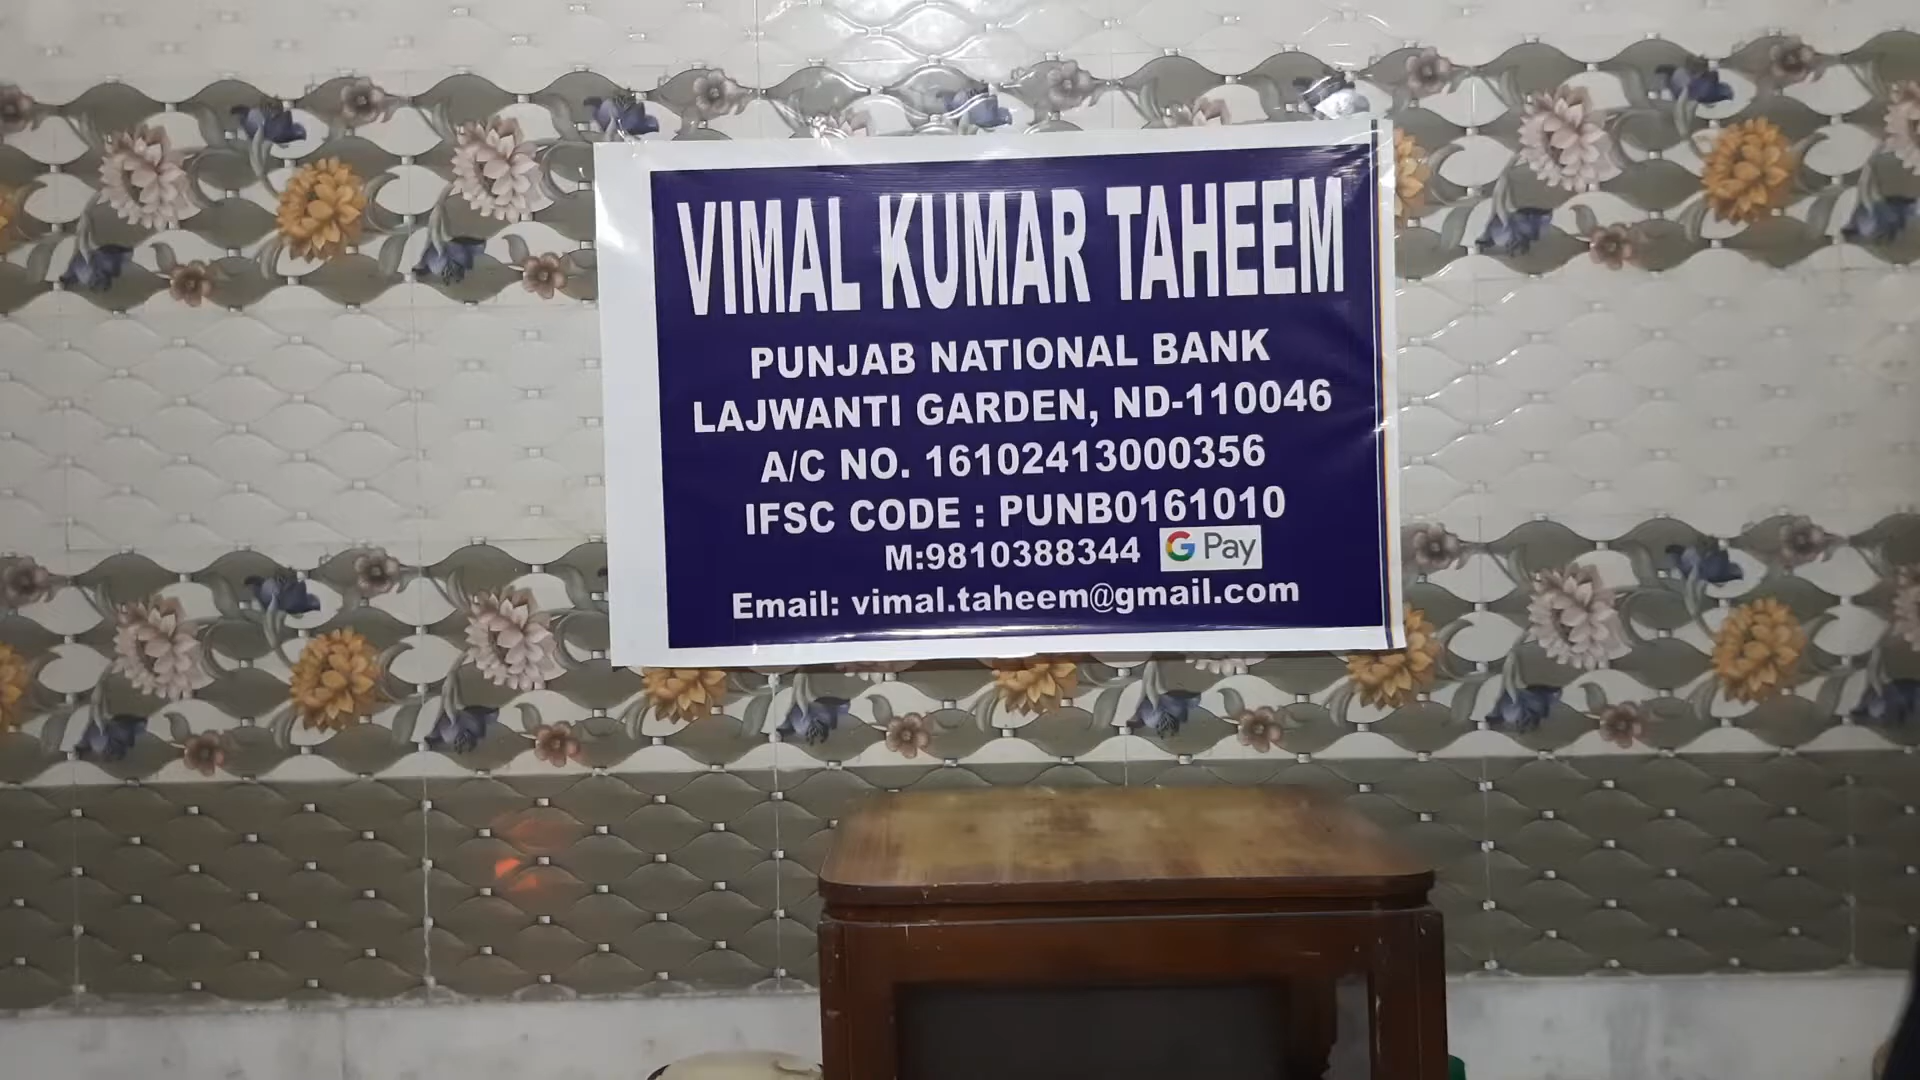 VIMAL KUMAR TAHEEM
PUNJAB NATIONAL BANK
LAJWANTI GARDEN, ND-110046
A/C NO. 16102413000356
IFSC CODE : PUNB0161010
M:9810388344 G Pay
Email: vimal.taheem@gmail.com